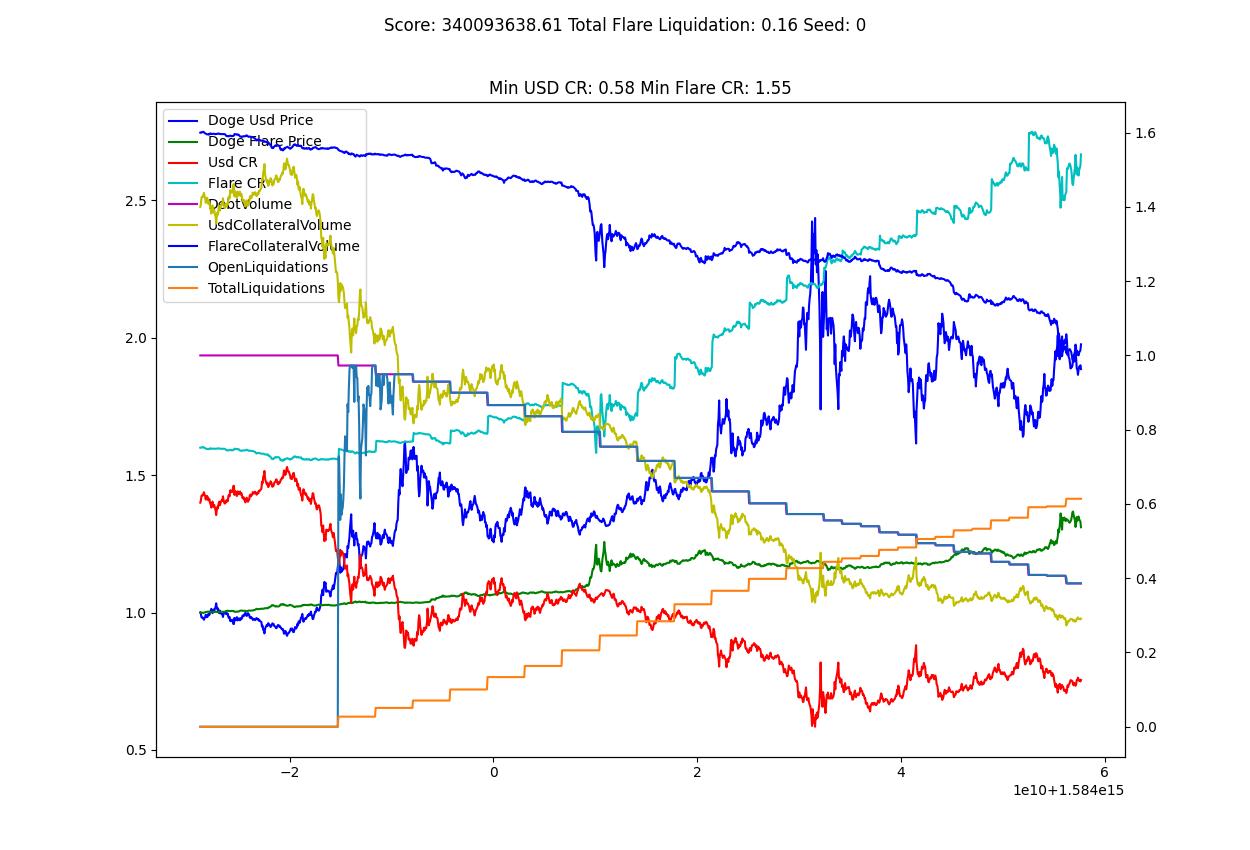 Score: 340093638.61 Total Flare Liquidation: 0.16 Seed: 0
Min USD CR: 0.58 Min Flare CR: 1.55
Doge Usd Price
Doge Flare Price
Usd CR
Flare CR
DebtVolume
UsdCollateralVolume
FlareCollateralVolume
OpenLiquidations
TotalLiquidations
2.5
2.0
1.5
1.0
0.5
1.6
1.4
1.2
1.0
0.8
0.6
0.4
0.2
0.0
−2 0 2 4 6
1e10+1.584e15